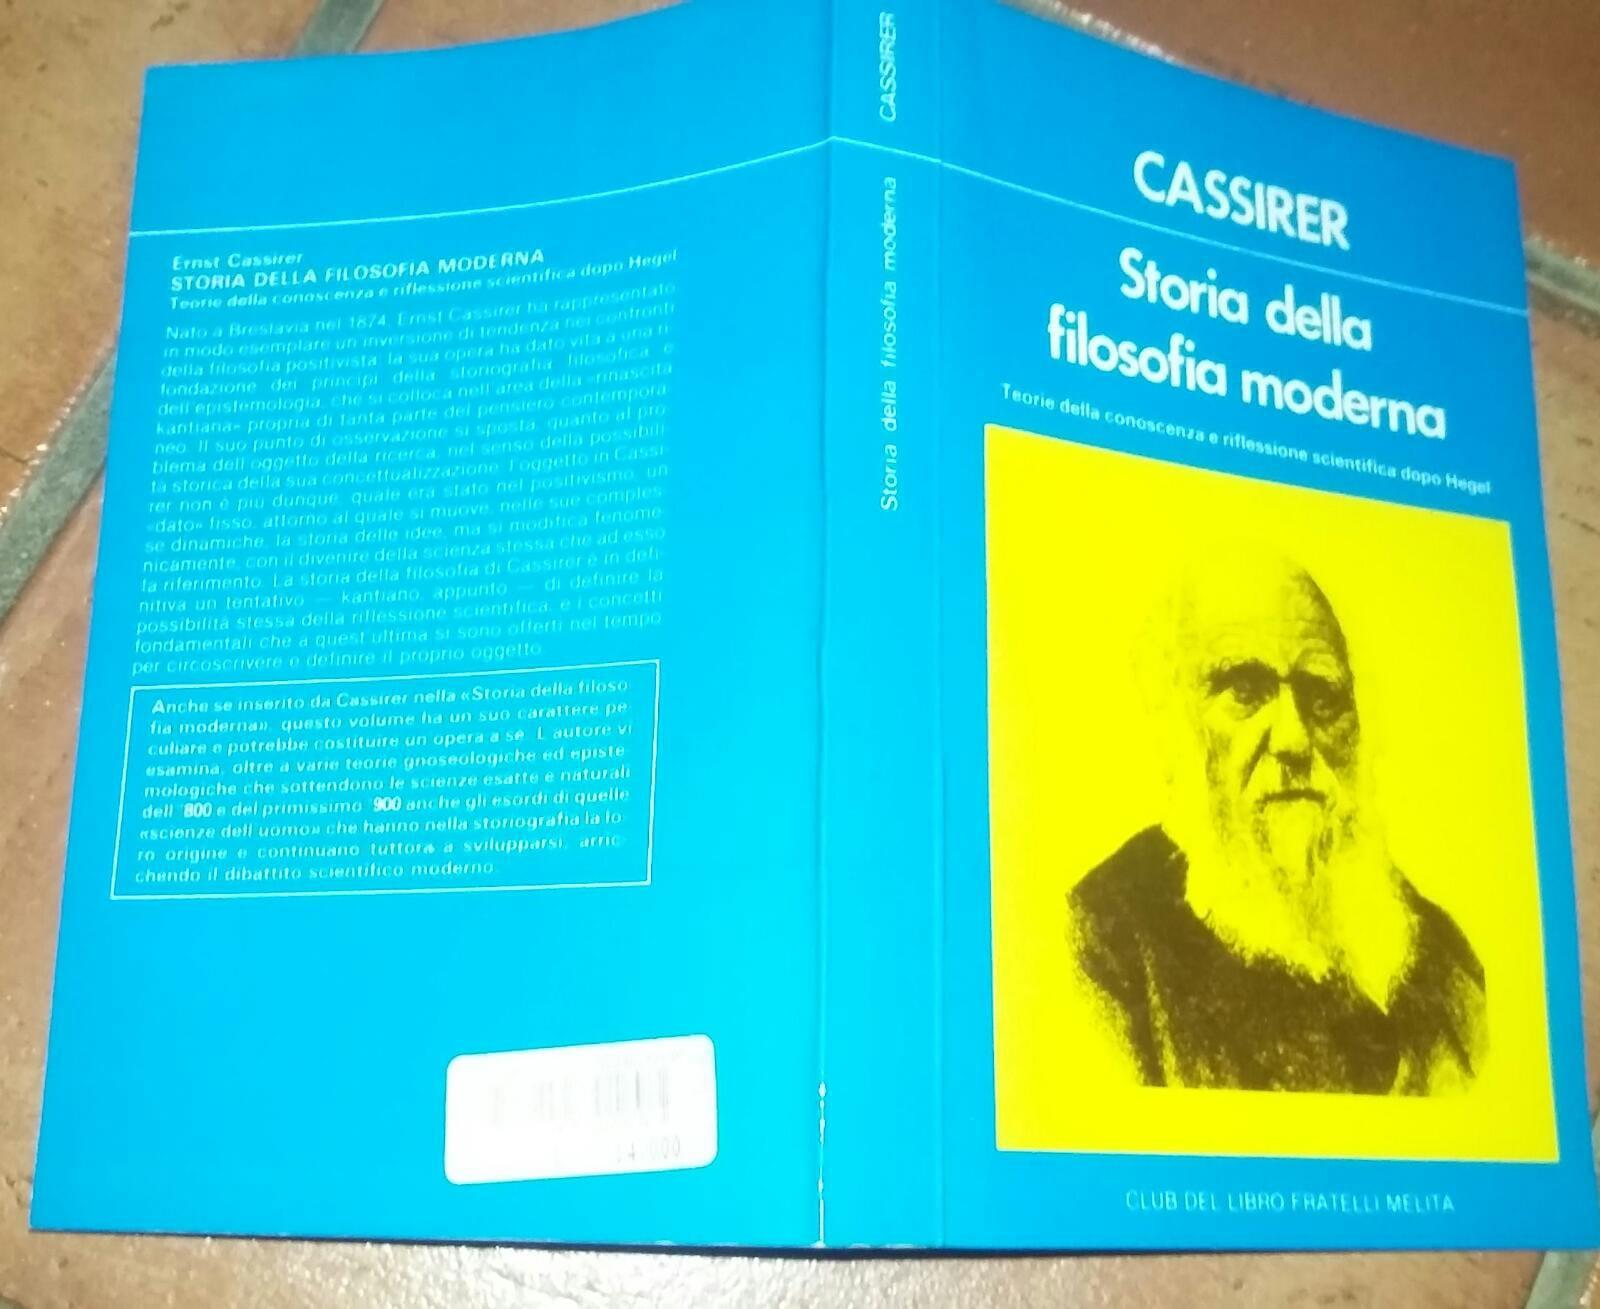 Ernst Cassirer
STORIA DELLA FILOSOFIA MODERNA
Teorie della conoscenza e riflessione scientifica dopo Hegel
Nato a Breslavia nel 1874, Ernst Cassirer ha rappresentato
in modo esemplare un inversione di tendenza nei confronti
della filosofia positivista: la sua opera ha dato vita a una ri-
fondazione dei principi della storiografia filosofica e
dell'epistemologia, che si colloca nell'area della «rinascita
kantiana» propria di tanta parte del pensiero contempora-
neo. Il suo punto di osservazione si sposta, quanto al pro-
blema dell'oggetto della ricerca, nel senso della possibili-
tà storica della sua concettualizzazione: l'oggetto in Cassi-
rer non è più dunque, quale era stato nel positivismo, un
«dato» fisso, attorno al quale si muove, nelle sue comples-
se dinamiche, la storia delle idee, ma si modifica fenome-
nicamente, con il divenire della scienza stessa che ad esso
fa riferimento. La storia della filosofia di Cassirer è in defi-
nitiva un tentativo — kantiano, appunto — di definire la
possibilità stessa della riflessione scientifica, e i concetti
fondamentali che a quest'ultima si sono offerti nel tempo
per circoscrivere e definire il proprio oggetto.
Anche se inserito da Cassirer nella «Storia della filoso
fia moderna», questo volume ha un suo carattere pe
culiare e potrebbe costituire un opera a sé. L'autore vi
esamina, oltre a varie teorie gnoseologiche ed episte-
mologiche che sottendono le scienze esatte e naturali
dell '800 e del primissimo '900 anche gli esordi di quelle
«scienze dell'uomo» che hanno nella storiografia la lo-
ro origine e continuano tuttora a svilupparsi, arric-
chendo il dibattito scientifico moderno.
CASSIRER
Storia della filosofia moderna
CASSIRER
Storia della
filosofia moderna
Teorie della conoscenza e riflessione scientifica dopo Hegel
CLUB DEL LIBRO FRATELLI MELITA